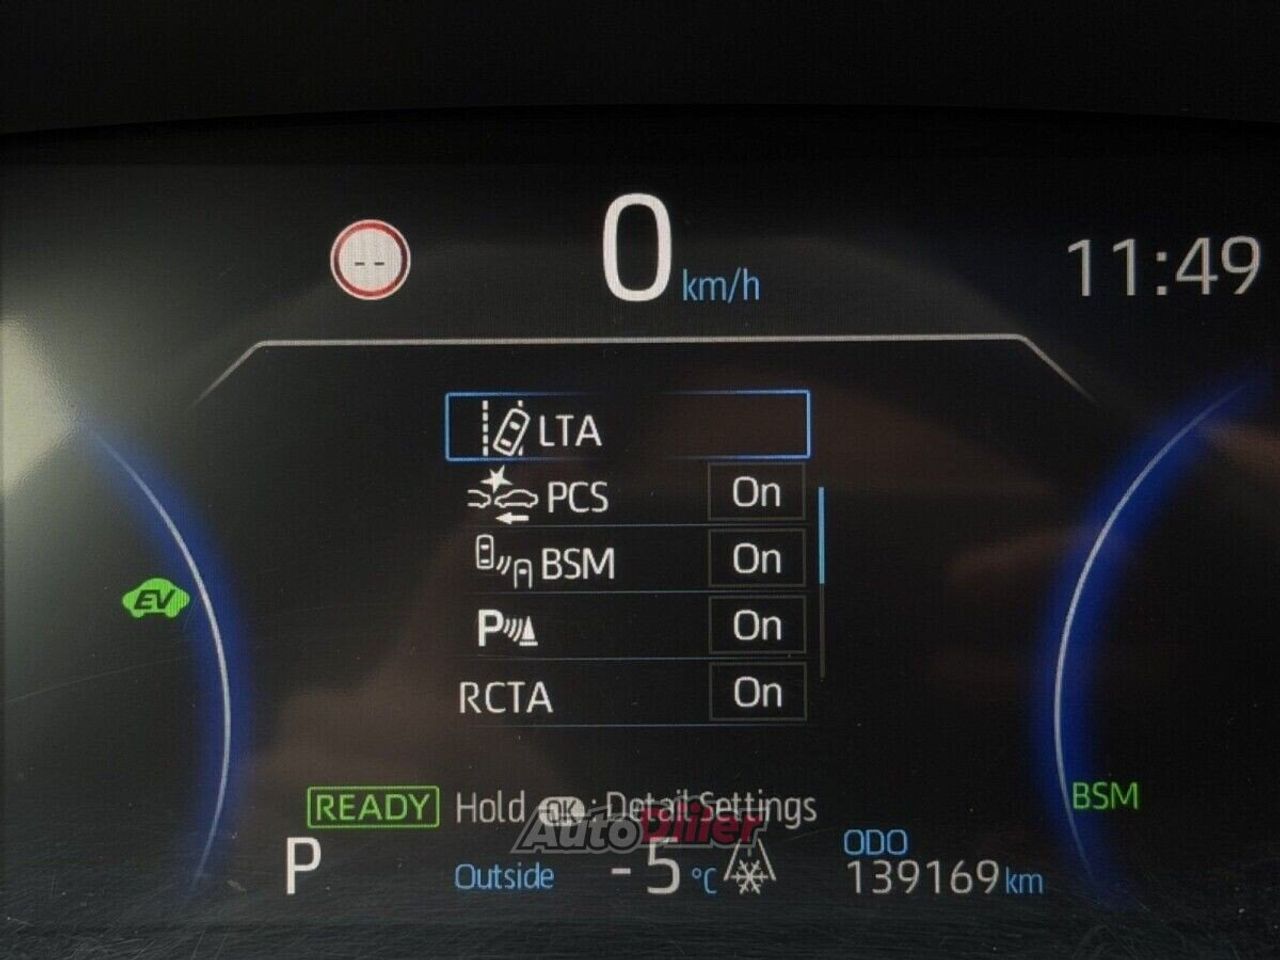 0 km/h
11:49
--
LTA
PCS On
BSM On
P On
RCTA On
EV
BSM
READY Hold OK : Detail Settings
AutoDiler
P
Outside -5 °C
ODO
139169 km